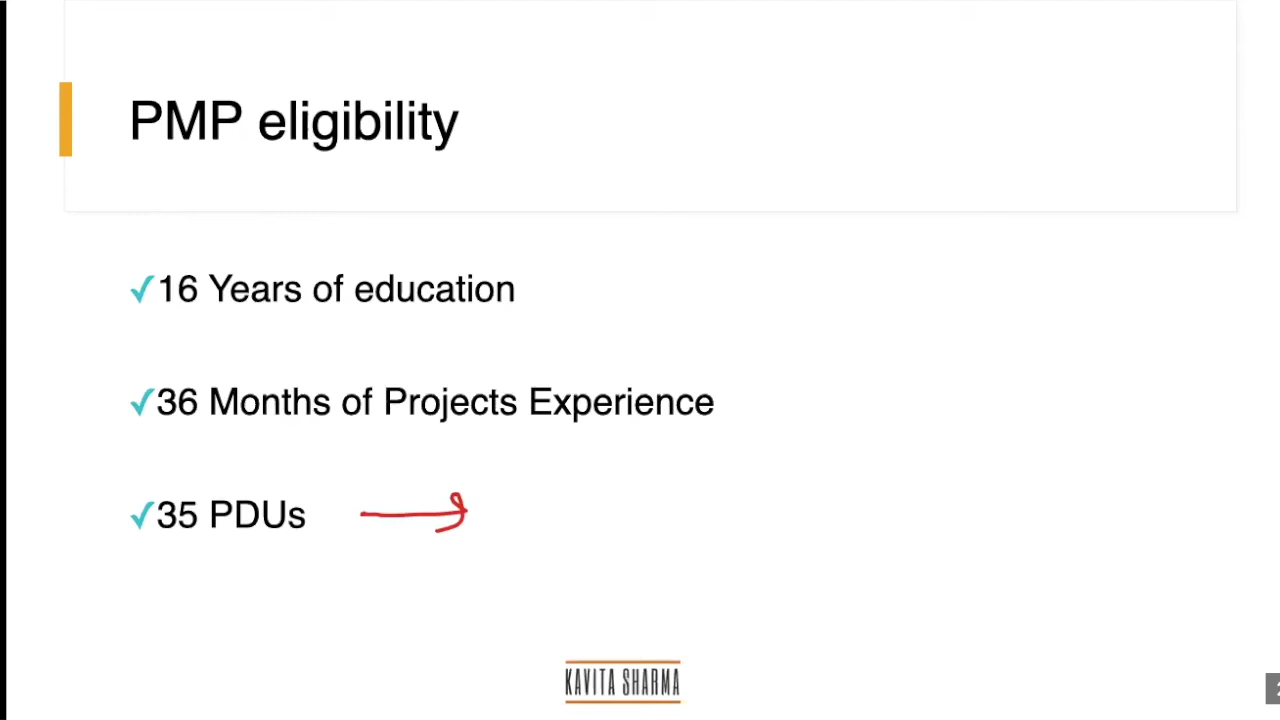 PMP eligibility
✓16 Years of education
✓36 Months of Projects Experience
✓35 PDUs
KAVITA SHARMA